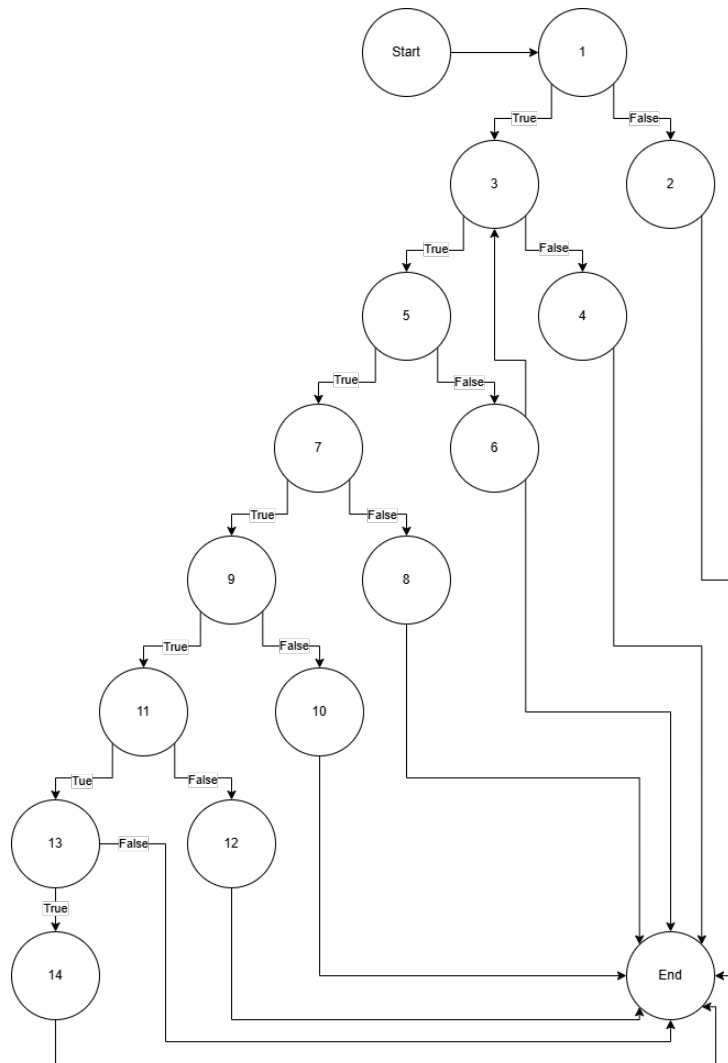 Start
1
True
False
3
2
True
False
5
4
True
False
7
6
True
False
9
8
True
False
11
10
Tue
False
13
False
12
True
14
End